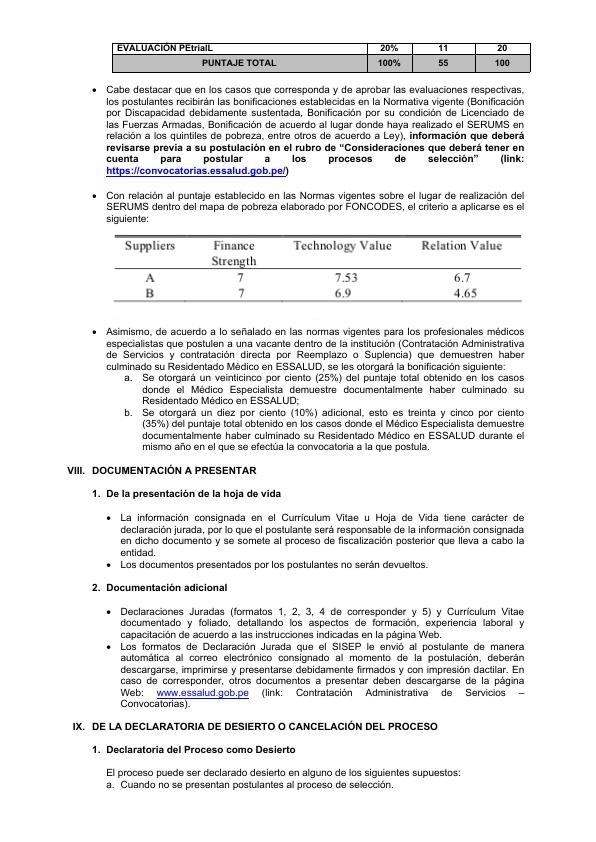 EVALUACIÓN PEtrialL 20% 11 20
PUNTAJE TOTAL 100% 55 100
• Cabe destacar que en los casos que corresponda y de aprobar las evaluaciones respectivas,
los postulantes recibirán las bonificaciones establecidas en la Normativa vigente (Bonificación
por Discapacidad debidamente sustentada, Bonificación por su condición de Licenciado de
las Fuerzas Armadas, Bonificación de acuerdo al lugar donde haya realizado el SERUMS en
relación a los quintiles de pobreza, entre otros de acuerdo a Ley), información que deberá
revisarse previa a su postulación en el rubro de “Consideraciones que deberá tener en
cuenta para postular a los procesos de selección” (link:
https://convocatorias.essalud.gob.pe/)
• Con relación al puntaje establecido en las Normas vigentes sobre el lugar de realización del
SERUMS dentro del mapa de pobreza elaborado por FONCODES, el criterio a aplicarse es el
siguiente:
Suppliers Finance Technology Value Relation Value
Strength
A 7 7.53 6.7
B 7 6.9 4.65
• Asimismo, de acuerdo a lo señalado en las normas vigentes para los profesionales médicos
especialistas que postulen a una vacante dentro de la institución (Contratación Administrativa
de Servicios y contratación directa por Reemplazo o Suplencia) que demuestren haber
culminado su Residentado Médico en ESSALUD, se les otorgará la bonificación siguiente:
a. Se otorgará un veinticinco por ciento (25%) del puntaje total obtenido en los casos
donde el Médico Especialista demuestre documentalmente haber culminado su
Residentado Médico en ESSALUD;
b. Se otorgará un diez por ciento (10%) adicional, esto es treinta y cinco por ciento
(35%) del puntaje total obtenido en los casos donde el Médico Especialista demuestre
documentalmente haber culminado su Residentado Médico en ESSALUD durante el
mismo año en el que se efectúa la convocatoria a la que postula.
VIII. DOCUMENTACIÓN A PRESENTAR
1. De la presentación de la hoja de vida
• La información consignada en el Currículum Vitae u Hoja de Vida tiene carácter de
declaración jurada, por lo que el postulante será responsable de la información consignada
en dicho documento y se somete al proceso de fiscalización posterior que lleva a cabo la
entidad.
• Los documentos presentados por los postulantes no serán devueltos.
2. Documentación adicional
• Declaraciones Juradas (formatos 1, 2, 3, 4 de corresponder y 5) y Currículum Vitae
documentado y foliado, detallando los aspectos de formación, experiencia laboral y
capacitación de acuerdo a las instrucciones indicadas en la página Web.
• Los formatos de Declaración Jurada que el SISEP le envió al postulante de manera
automática al correo electrónico consignado al momento de la postulación, deberán
descargarse, imprimirse y presentarse debidamente firmados y con impresión dactilar. En
caso de corresponder, otros documentos a presentar deben descargarse de la página
Web: www.essalud.gob.pe (link: Contratación Administrativa de Servicios –
Convocatorias).
IX. DE LA DECLARATORIA DE DESIERTO O CANCELACIÓN DEL PROCESO
1. Declaratoria del Proceso como Desierto
El proceso puede ser declarado desierto en alguno de los siguientes supuestos:
a. Cuando no se presentan postulantes al proceso de selección.